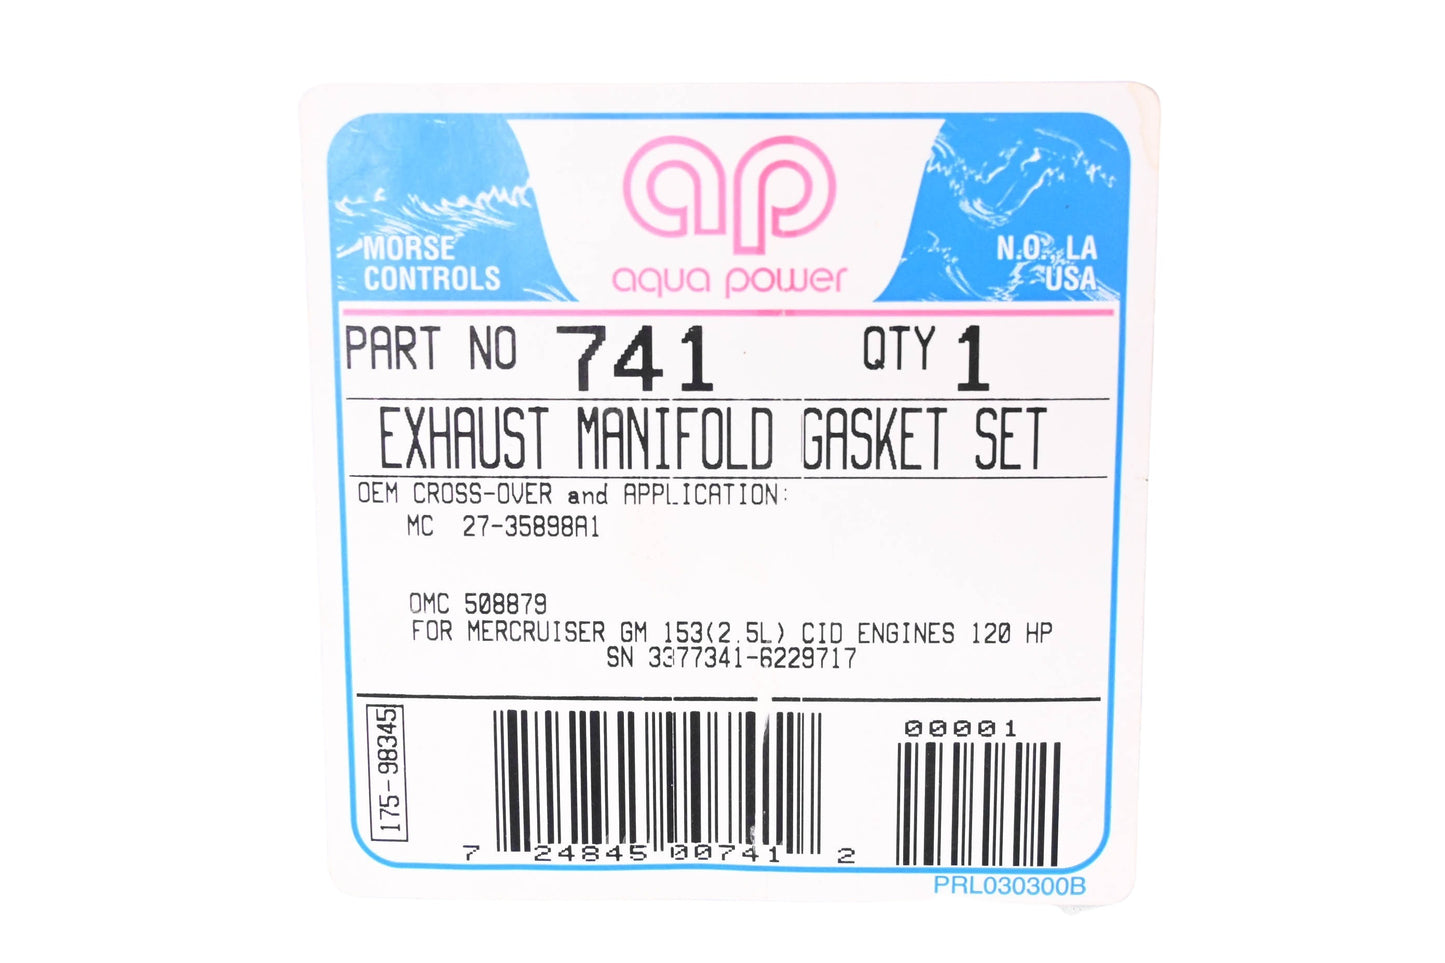 ap
aqua power
MORSE
CONTROLS
N.O., LA
USA
PART NO 741 QTY 1
EXHAUST MANIFOLD GASKET SET
OEM CROSS-OVER and APPLICATION:
MC 27-35898A1
OMC 508879
FOR MERCRUISER GM 153(2.5L) CID ENGINES 120 HP
SN 3377341-6229717
175-98345
00001
7 24845 00741 2
PRL030300B